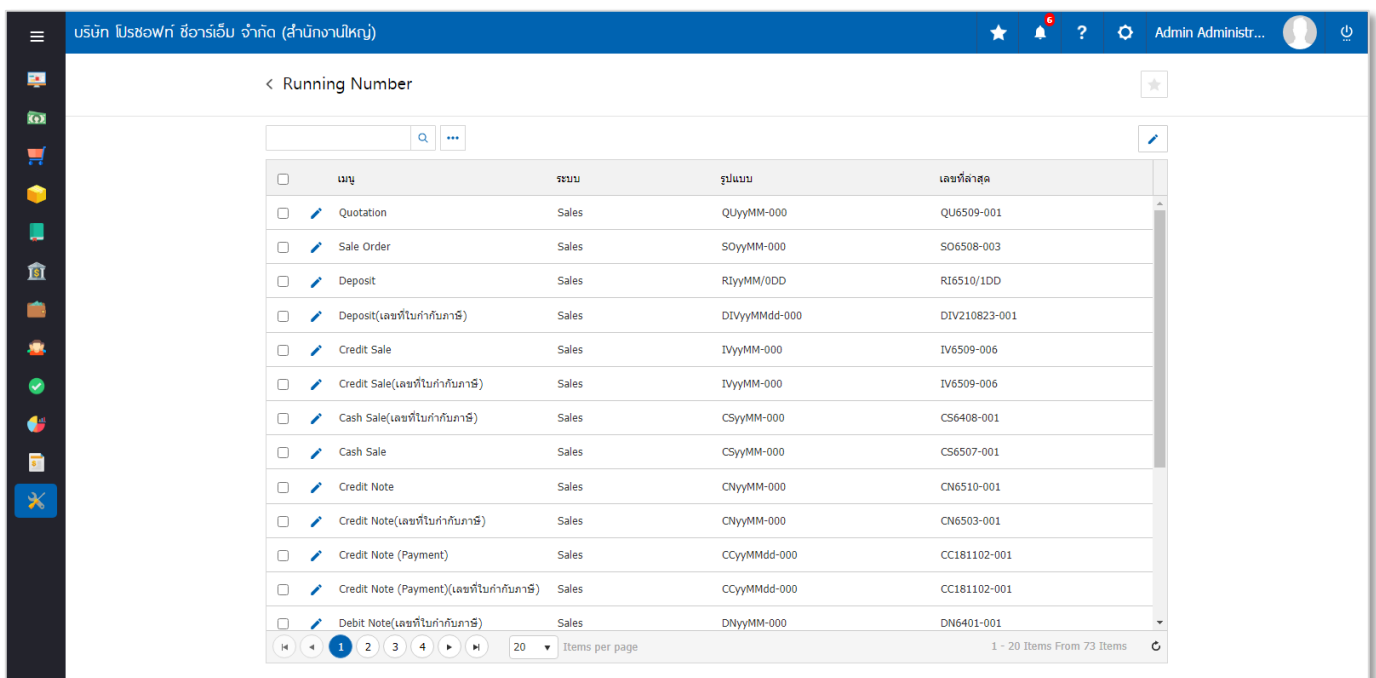 บริษัท โปรซอฟท์ ซีอาร์เอ็ม จำกัด (สำนักงานใหญ่) 6 ? Admin Administr...
< Running Number
เมนู ระบบ รูปแบบ เลขที่ล่าสุด
Quotation Sales QUyyMM-000 QU6509-001
Sale Order Sales SOyyMM-000 SO6508-003
Deposit Sales RIyyMM/0DD RI6510/1DD
Deposit(เลขที่ใบกำกับภาษี) Sales DIVyyMMdd-000 DIV210823-001
Credit Sale Sales IVyyMM-000 IV6509-006
Credit Sale(เลขที่ใบกำกับภาษี) Sales IVyyMM-000 IV6509-006
Cash Sale(เลขที่ใบกำกับภาษี) Sales CSyyMM-000 CS6408-001
Cash Sale Sales CSyyMM-000 CS6507-001
Credit Note Sales CNyyMM-000 CN6510-001
Credit Note(เลขที่ใบกำกับภาษี) Sales CNyyMM-000 CN6503-001
Credit Note (Payment) Sales CCyyMMdd-000 CC181102-001
Credit Note (Payment)(เลขที่ใบกำกับภาษี) Sales CCyyMMdd-000 CC181102-001
Debit Note(เลขที่ใบกำกับภาษี) Sales DNyyMM-000 DN6401-001
1 2 3 4 20 Items per page 1 - 20 Items From 73 Items